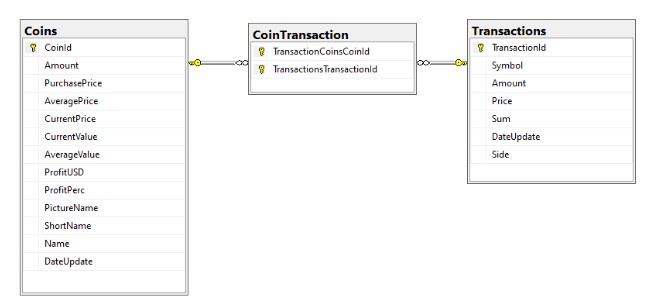 Coins
CoinId
Amount
PurchasePrice
AveragePrice
CurrentPrice
CurrentValue
AverageValue
ProfitUSD
ProfitPerc
PictureName
ShortName
Name
DateUpdate
CoinTransaction
TransactionCoinsCoinId
TransactionsTransactionId
Transactions
TransactionId
Symbol
Amount
Price
Sum
DateUpdate
Side